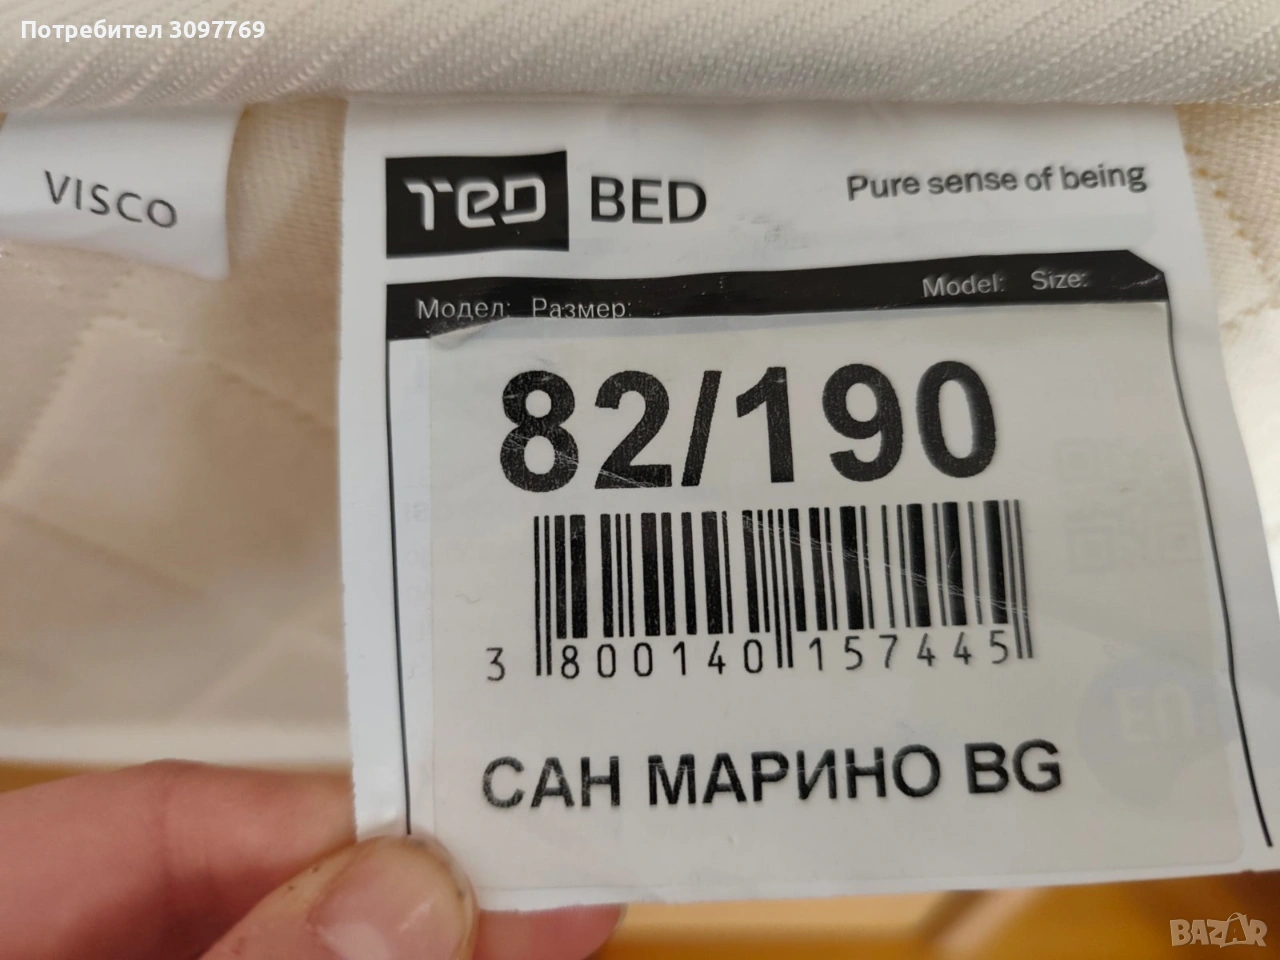 Потребител 3097769
VISCO
TED BED
Pure sense of being
Модел: Размер: Model: Size:
82/190
3 800140 157445
САН МАРИНО BG
BAZAR